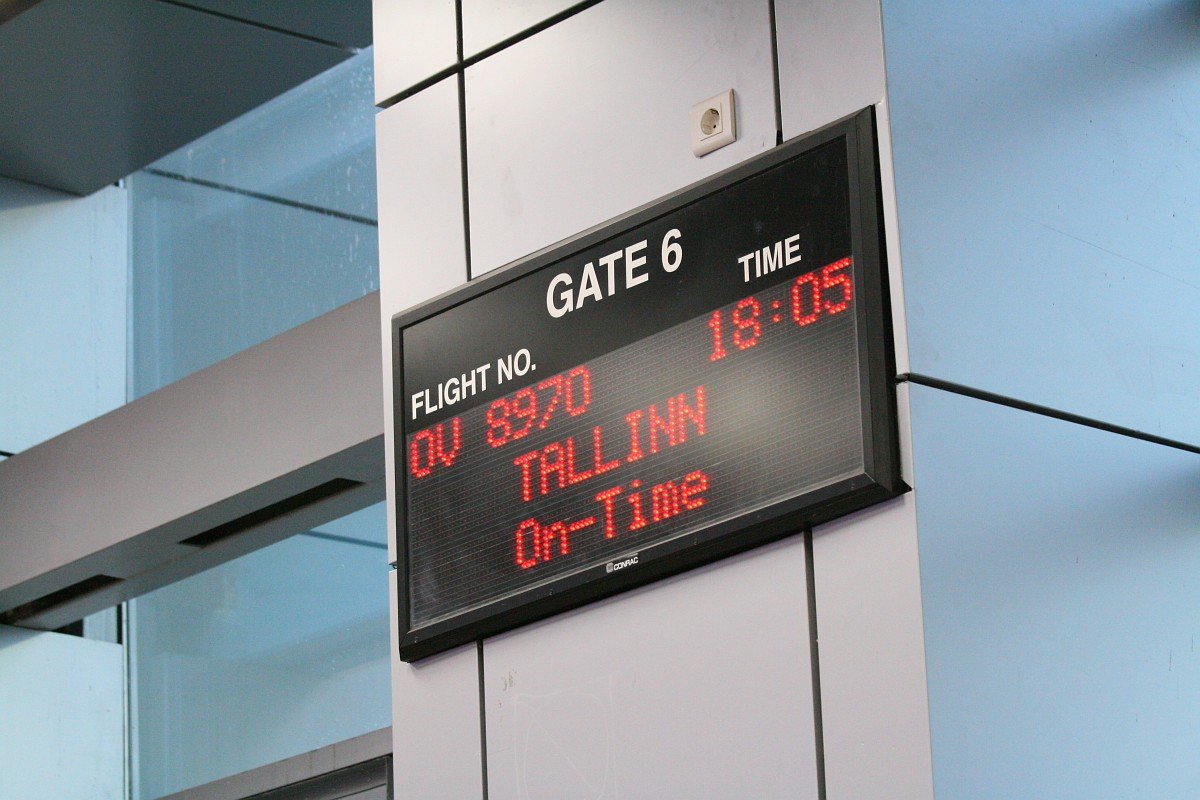 GATE 6
FLIGHT NO. TIME
OV 8970 18:05
TALLINN
On-Time
CONRAC